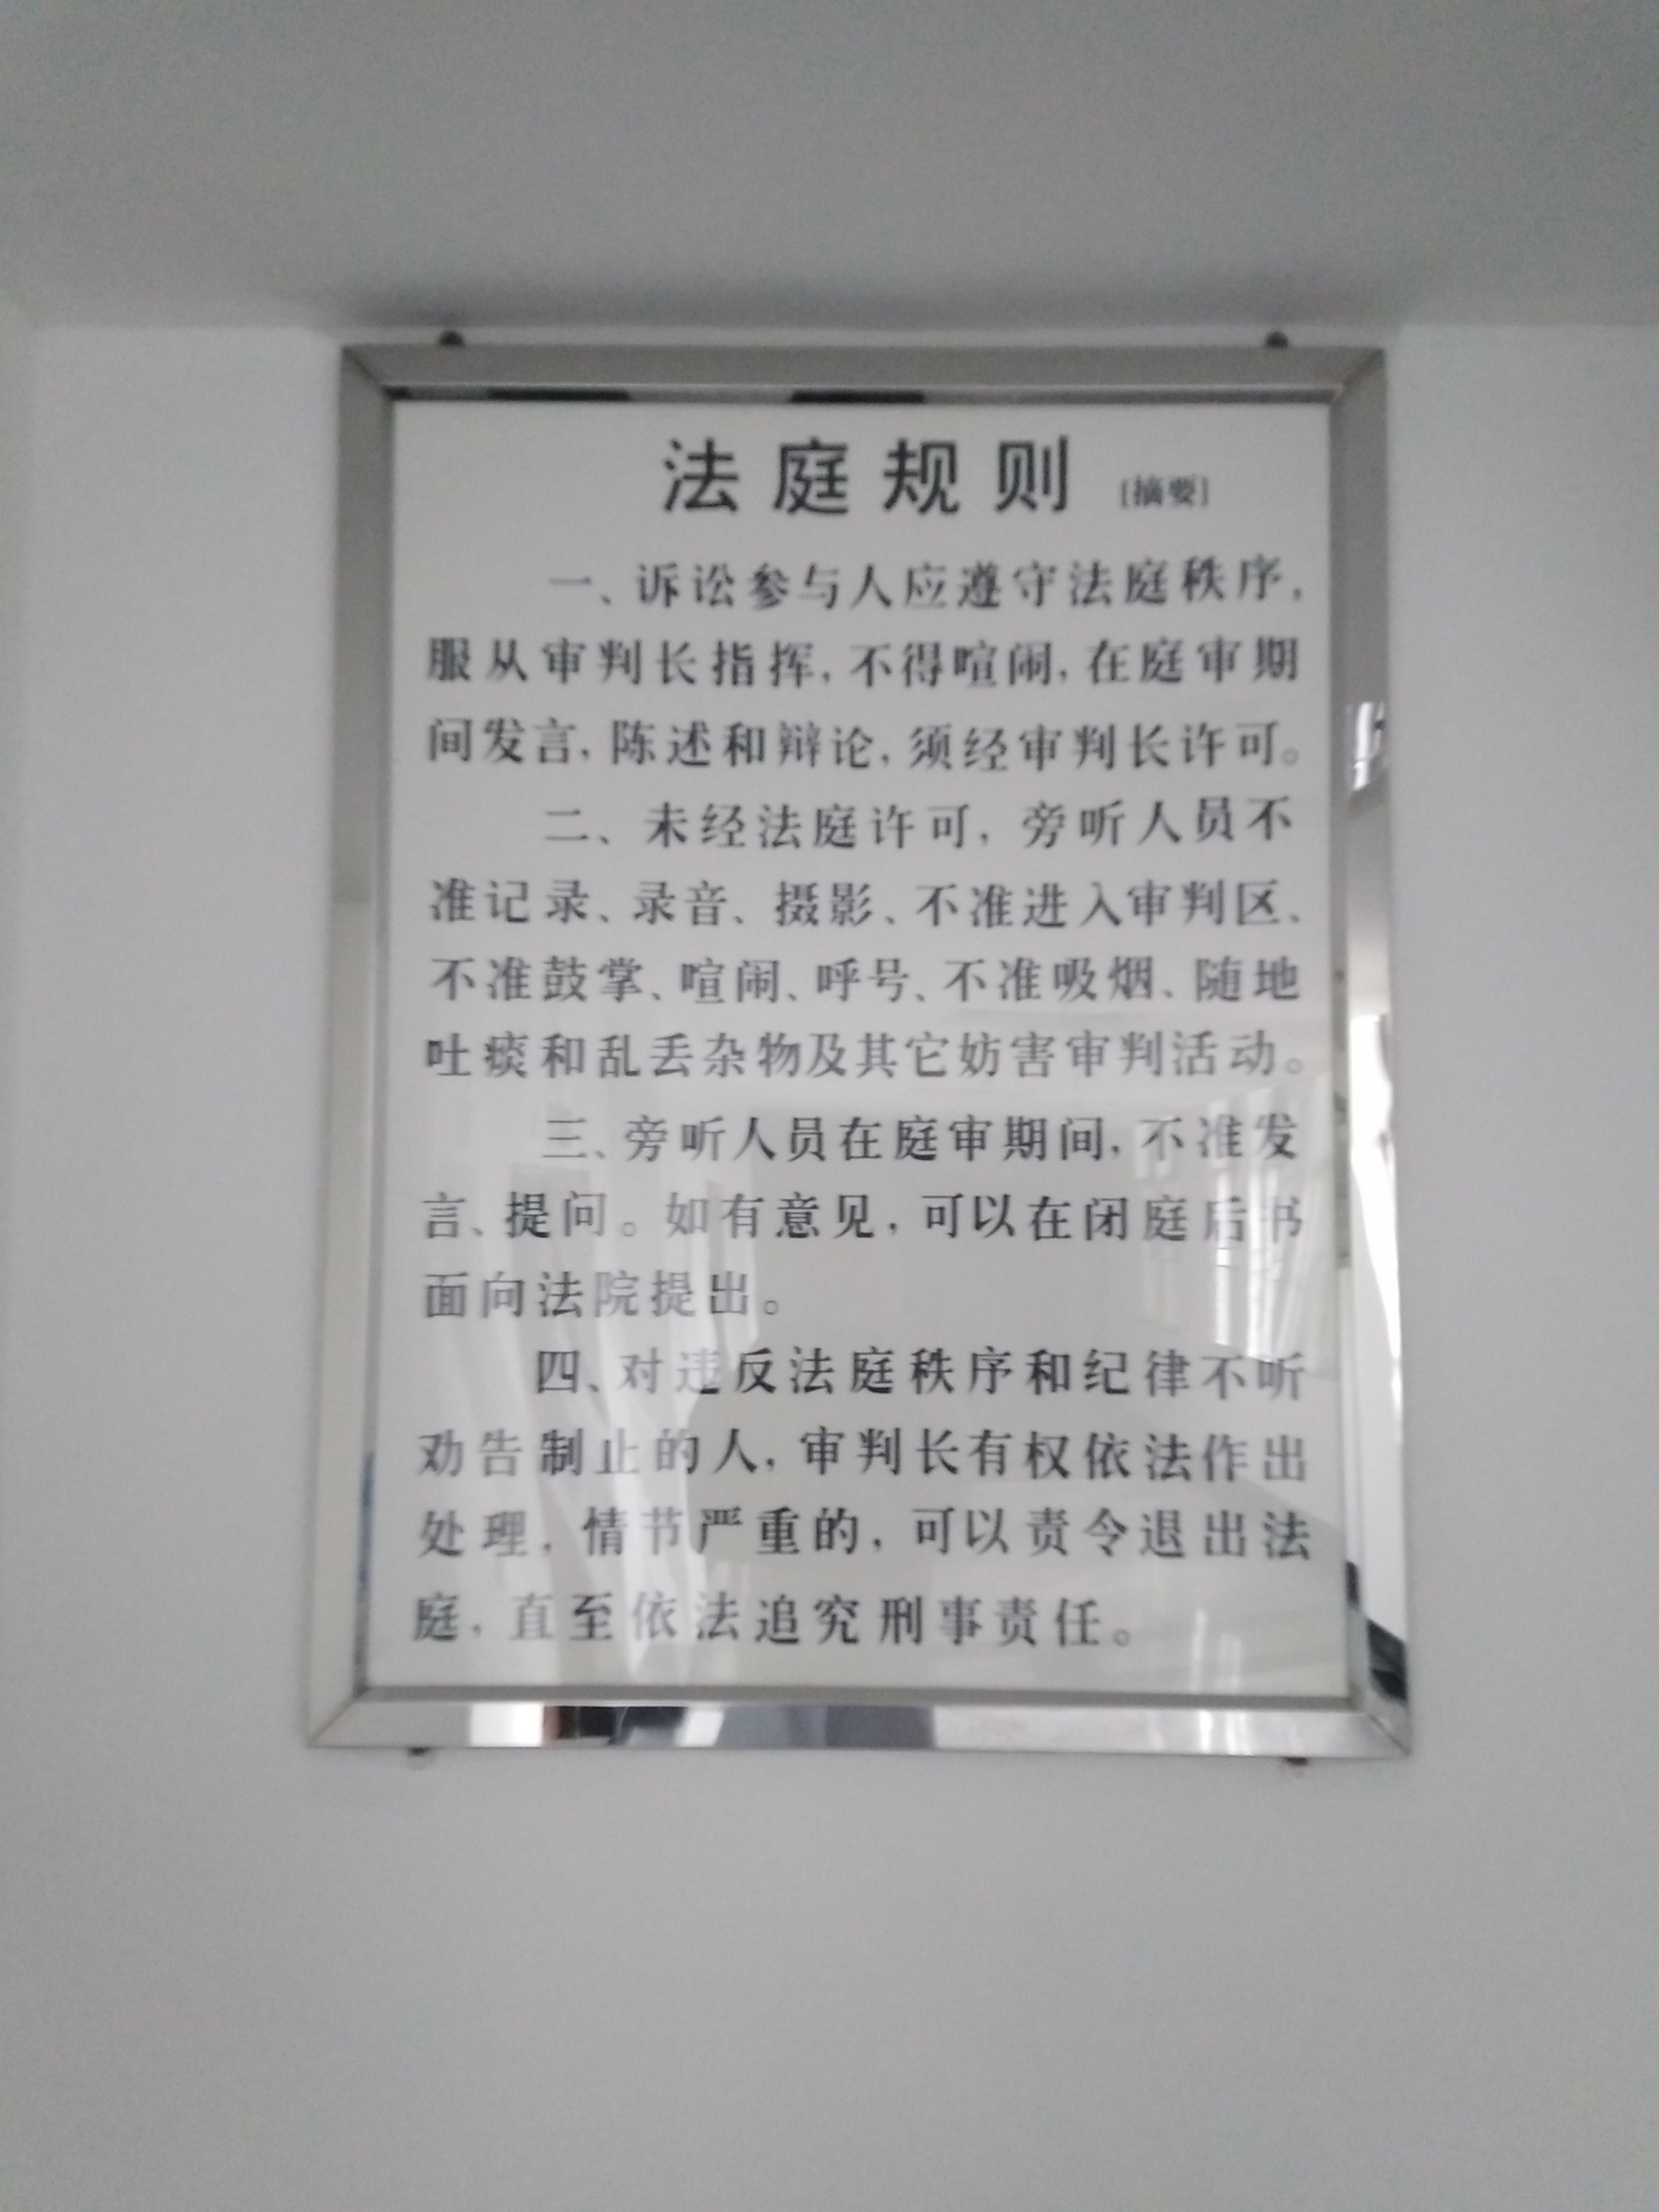 法庭规则 [摘要]
一、诉讼参与人应遵守法庭秩序，
服从审判长指挥，不得喧闹，在庭审期
间发言，陈述和辩论，须经审判长许可。
二、未经法庭许可，旁听人员不
准记录、录音、摄影、不准进入审判区、
不准鼓掌、喧闹、呼号、不准吸烟、随地
吐痰和乱丢杂物及其它妨害审判活动。
三、旁听人员在庭审期间，不准发
言、提问。如有意见，可以在闭庭后书
面向法院提出。
四、对违反法庭秩序和纪律不听
劝告制止的人，审判长有权依法作出
处理，情节严重的，可以责令退出法
庭，直至依法追究刑事责任。